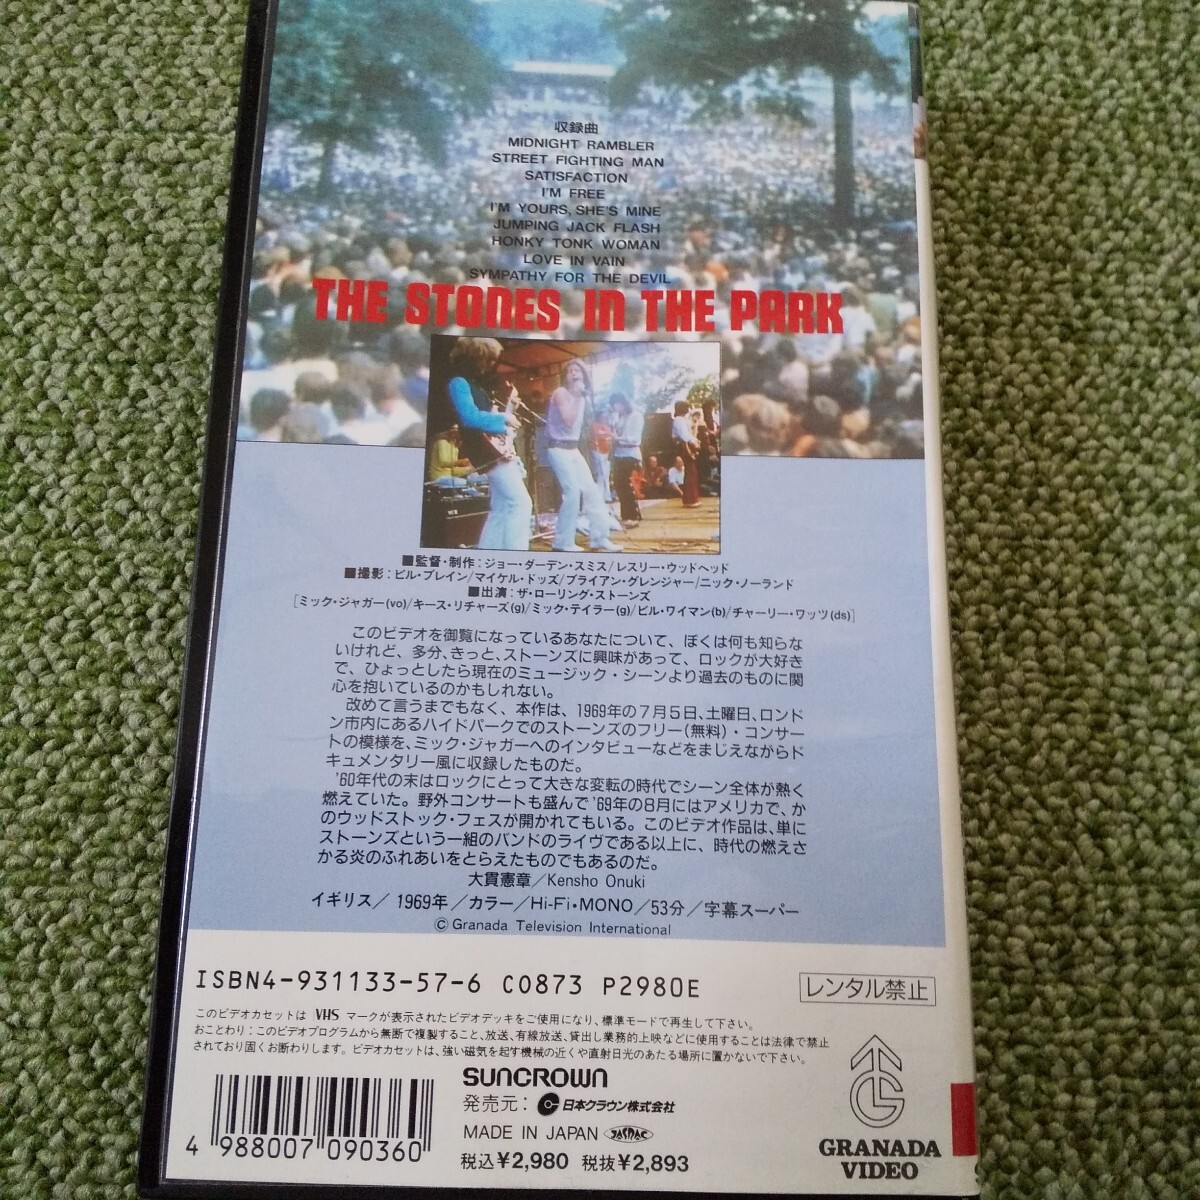 収録曲
MIDNIGHT RAMBLER
STREET FIGHTING MAN
SATISFACTION
I'M FREE
I'M YOURS, SHE'S MINE
JUMPING JACK FLASH
HONKY TONK WOMAN
LOVE IN VAIN
SYMPATHY FOR THE DEVIL
THE STONES IN THE PARK
■監督・制作：ジョー・ダーデン・スミス/レスリー・ウッドヘッド
■撮影：ビル・ブレイン/マイケル・ドッズ/ブライアン・グレンジャー/ニック・ノーランド
■出演：ザ・ローリング・ストーンズ
[ミック・ジャガー(vo)/キース・リチャーズ(g)/ミック・テイラー(g)/ビル・ワイマン(b)/チャーリー・ワッツ(ds)]
このビデオを御覧になっているあなたについて、ぼくは何も知らな
いけれど、多分、きっと、ストーンズに興味があって、ロックが大好き
で、ひょっとしたら現在のミュージック・シーンより過去のものに関
心を抱いているのかもしれない。
改めて言うまでもなく、本作は、1969年の7月5日、土曜日、ロンド
ン市内にあるハイドパークでのストーンズのフリー(無料)・コンサー
トの模様を、ミック・ジャガーへのインタビューなどをまじえながらド
キュメンタリー風に収録したものだ。
'60年代の末はロックにとって大きな変転の時代でシーン全体が熱く
燃えていた。野外コンサートも盛んで'69年の8月にはアメリカで、か
のウッドストック・フェスが開かれてもいる。このビデオ作品は、単に
ストーンズという一組のバンドのライヴである以上に、時代の燃えさ
かる炎のふれあいをとらえたものでもあるのだ。
大貫憲章/Kensho Onuki
イギリス/1969年/カラー/Hi-Fi・MONO/53分/字幕スーパー
©Granada Television International
ISBN4-931133-57-6 C0873 P2980E
レンタル禁止
このビデオカセットは VHS マークが表示されたビデオデッキをご使用になり、標準モードで再生して下さい。
おことわり：このビデオプログラムから無断で複製すること、放送、有線放送、貸出し業務的上映などに使用することは法律で禁止
されており固くお断わりします。ビデオカセットは、強い磁気を起す機械の近くや直射日光のあたる場所に置かないで下さい。
SUNCROWN
発売元：日本クラウン株式会社
MADE IN JAPAN JASRAC
税込¥2,980 税抜¥2,893
4 988007 090360
GRANADA
VIDEO